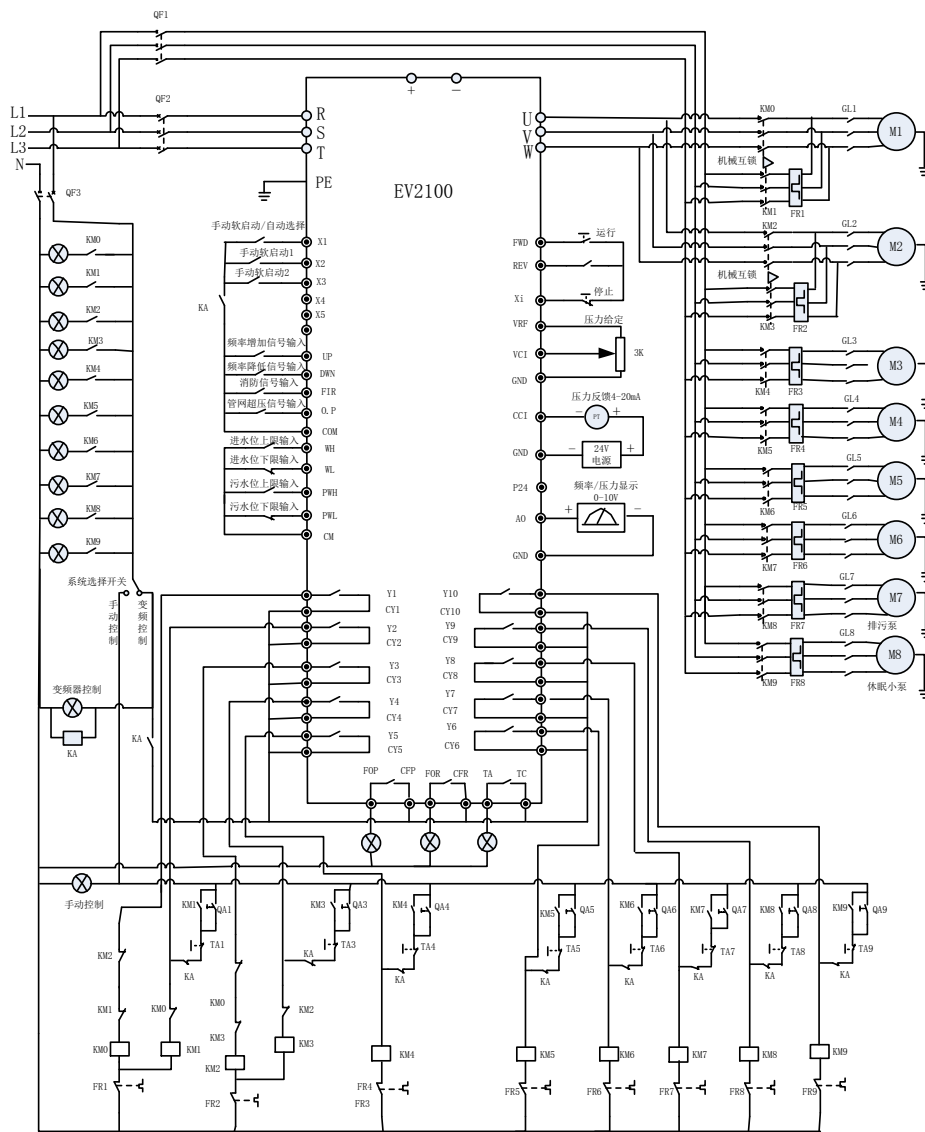 QF1
QF2
L1
L2
L3
N
QF3
R
S
T
PE
+
−
EV2100
U
V
W
KM0
GL1
M1
机械互锁
KM1
FR1
KM2
GL2
M2
机械互锁
KM3
FR2
GL3
M3
KM4
FR3
GL4
M4
KM5
FR4
GL5
M5
KM6
FR5
GL6
M6
KM7
FR6
GL7
M7
KM8
FR7
排污泵
GL8
M8
KM9
FR8
休眠小泵
KM0
KM1
KM2
KM3
KM4
KM5
KM6
KM7
KM8
KM9
手动软启动/自动选择
X1
手动软启动1
X2
手动软启动2
X3
KA
X4
X5
频率增加信号输入
UP
频率降低信号输入
DWN
消防信号输入
FIR
管网超压信号输入
O.P
COM
进水位上限输入
WH
进水位下限输入
WL
污水位上限输入
PWH
污水位下限输入
PWL
CM
FWD
运行
REV
Xi
停止
VRF
压力给定
VCI
3K
GND
压力反馈4-20mA
CCI
− PT +
GND
− 24V +
电源
P24
频率/压力显示
0-10V
AO
+ −
GND
系统选择开关
手动控制
变频控制
变频器控制
KA
KA
Y1
CY1
Y2
CY2
Y3
CY3
Y4
CY4
Y5
CY5
Y10
CY10
Y9
CY9
Y8
CY8
Y7
CY7
Y6
CY6
FOP CFP FOR CFR TA TC
手动控制
KM1 QA1
TA1
KA
KM3 QA3
TA3
KA
KM4 QA4
TA4
KA
KM5 QA5
TA5
KA
KM6 QA6
TA6
KA
KM7 QA7
TA7
KA
KM8 QA8
TA8
KA
KM9 QA9
TA9
KA
KM2
KM1
KM0
KM0
KM1
FR1
KM0
KM3
KM2
FR2
KM2
KM3
KM4
FR4
FR3
KM5
FR5
KM6
FR6
KM7
FR7
KM8
FR8
KM9
FR9